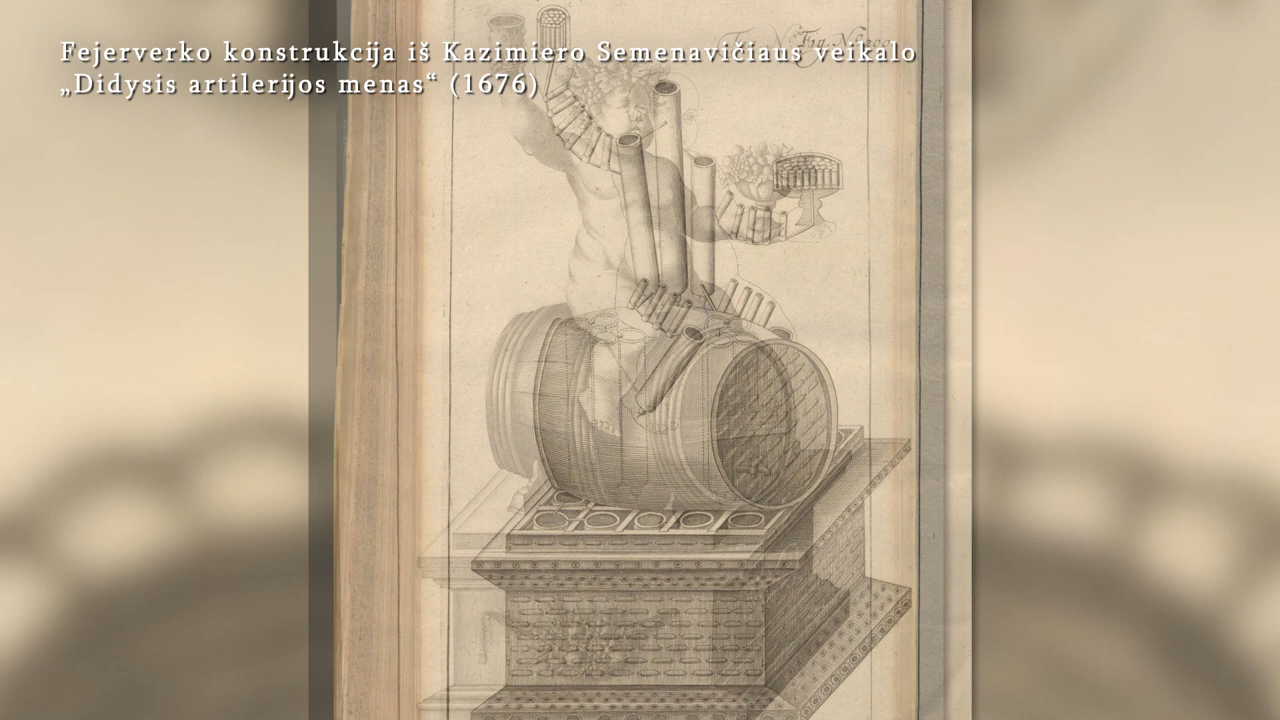 Fejerverko konstrukcija iš Kazimiero Semenavičiaus veikalo
„Didysis artilerijos menas“ (1676)